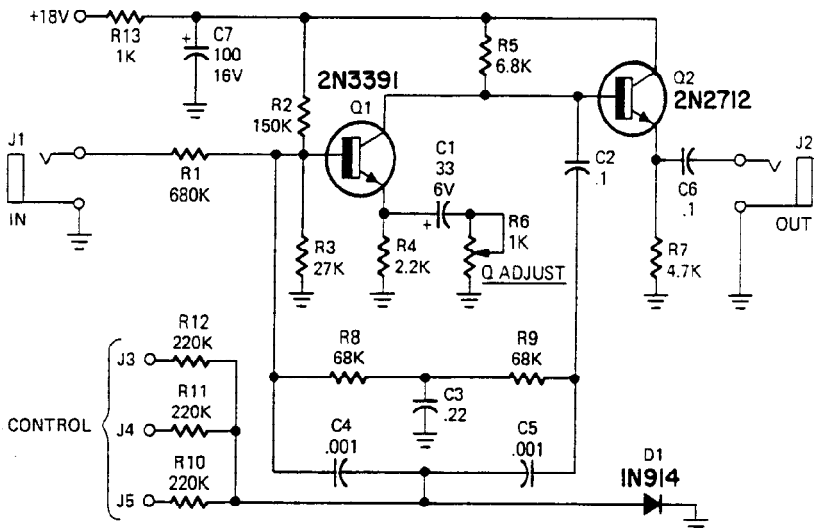 +18V
R13
1K
C7
100
16V
+
R2
150K
2N3391
Q1
R5
6.8K
Q2
2N2712
J1
IN
R1
680K
C1
33
6V
+
C2
.1
C6
.1
J2
OUT
R3
27K
R4
2.2K
R6
1K
Q ADJUST
R7
4.7K
R12
220K
J3
R8
68K
R9
68K
CONTROL
R11
220K
J4
C3
.22
C4
.001
C5
.001
R10
220K
J5
D1
1N914